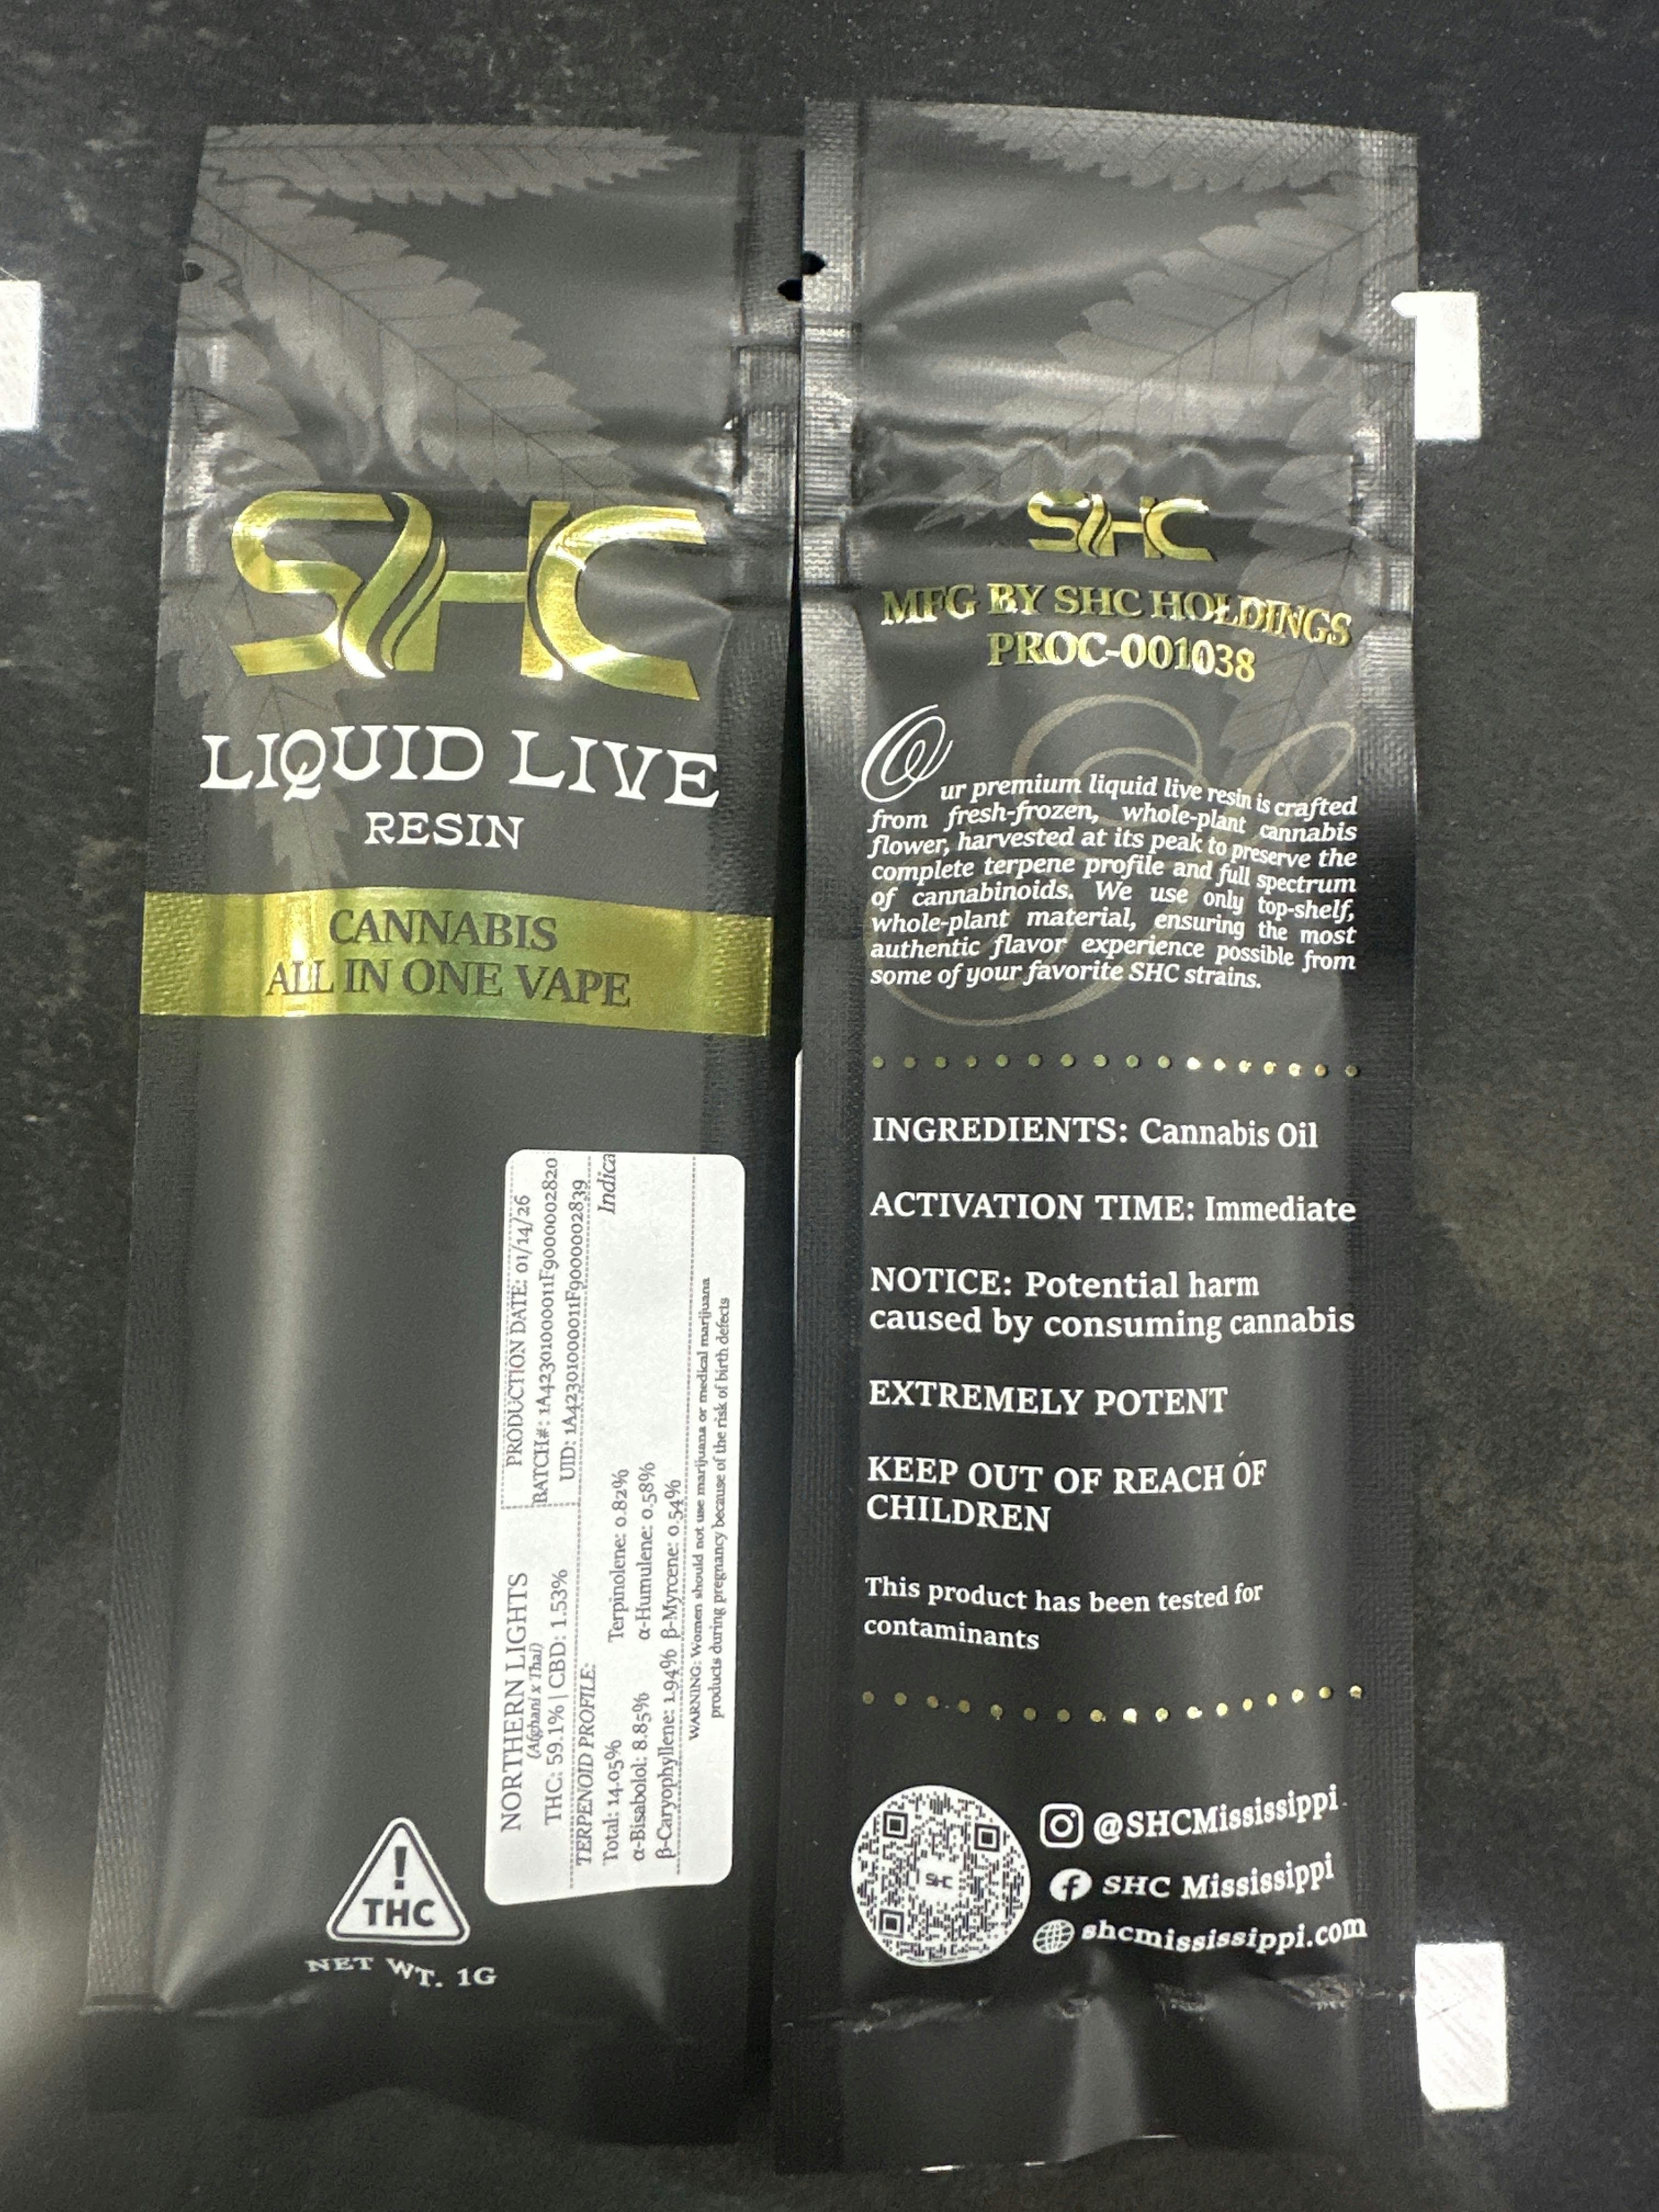 SHC
LIQUID LIVE
RESIN
CANNABIS
ALL IN ONE VAPE
NORTHERN LIGHTS
(Afghani x Thai)
THC: 59.1% | CBD: 1.53%
PRODUCTION DATE: 01/14/26
BATCH#: 1A42301000011F9000002820
UID: 1A42301000011F9000002839
TERPENOID PROFILE:
Indica
Total: 14.05% Terpinolene: 0.82%
α-Bisabolol: 8.85% α-Humulene: 0.58%
β-Caryophyllene: 1.94% β-Myrcene: 0.54%
WARNING: Women should not use marijuana or medical marijuana
products during pregnancy because of the risk of birth defects
!
THC
NET WT. 1G
SHC
MFG BY SHC HOLDINGS
PROC-001038
Our premium liquid live resin is crafted
from fresh-frozen, whole-plant cannabis
flower, harvested at its peak to preserve the
complete terpene profile and full spectrum
of cannabinoids. We use only top-shelf,
whole-plant material, ensuring the most
authentic flavor experience possible from
some of your favorite SHC strains.
INGREDIENTS: Cannabis Oil
ACTIVATION TIME: Immediate
NOTICE: Potential harm
caused by consuming cannabis
EXTREMELY POTENT
KEEP OUT OF REACH OF
CHILDREN
This product has been tested for
contaminants
SHC
@SHCMississippi
SHC Mississippi
shcmississippi.com